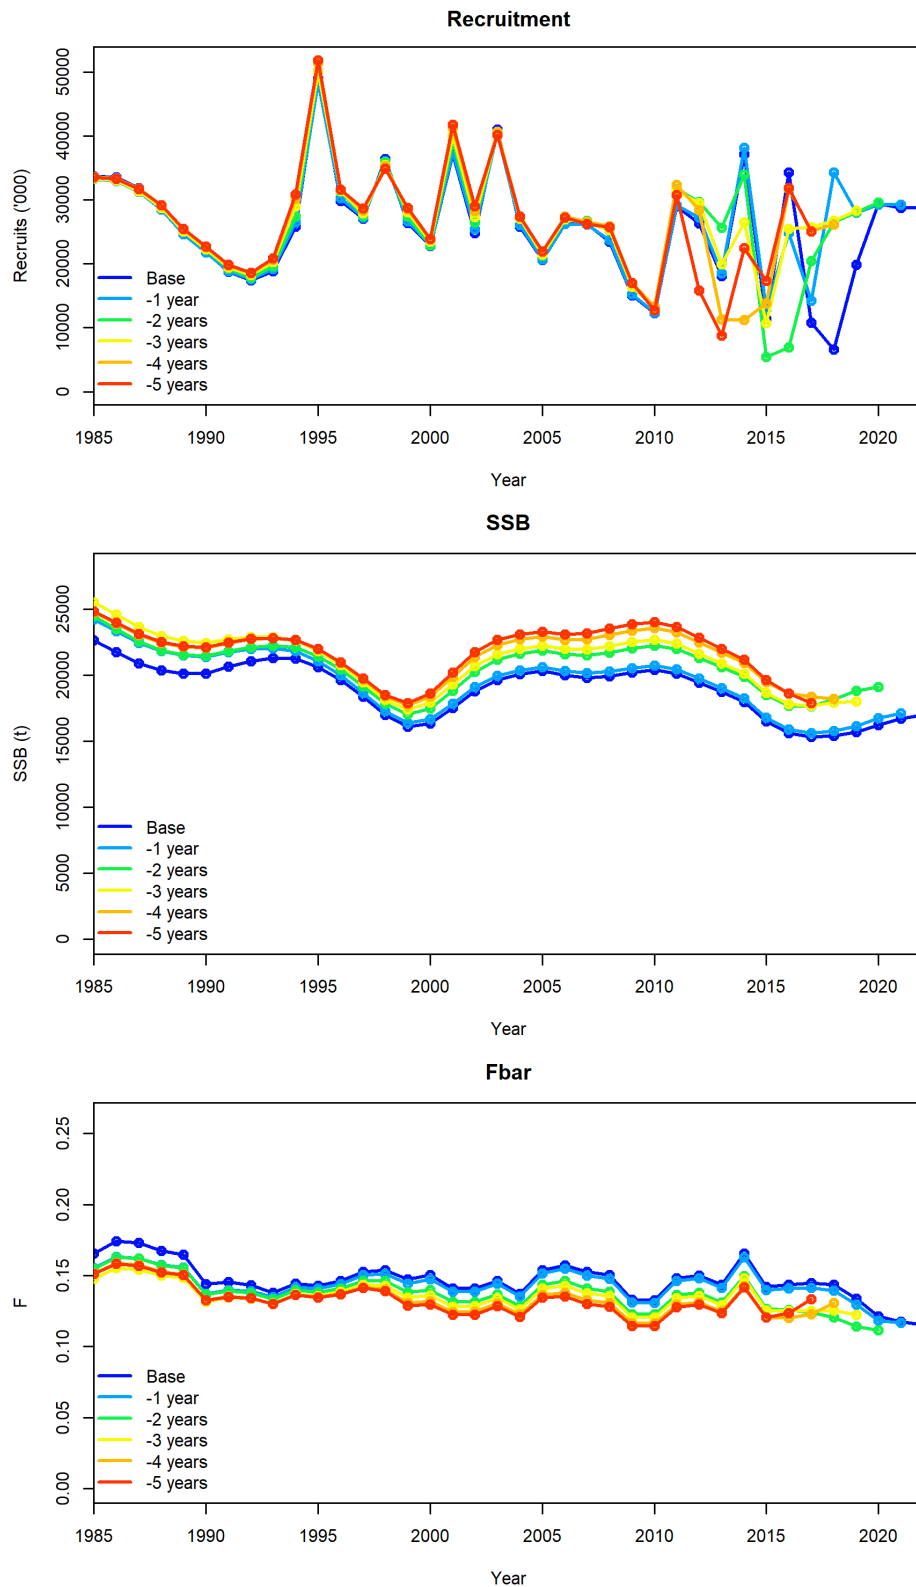 Recruitment
50000
40000
30000
20000
10000
0
Recruits ('000)
Base
-1 year
-2 years
-3 years
-4 years
-5 years
1985 1990 1995 2000 2005 2010 2015 2020
Year
SSB
25000
20000
15000
10000
5000
0
SSB (t)
Base
-1 year
-2 years
-3 years
-4 years
-5 years
1985 1990 1995 2000 2005 2010 2015 2020
Year
Fbar
0.25
0.20
0.15
0.10
0.05
0.00
F
Base
-1 year
-2 years
-3 years
-4 years
-5 years
1985 1990 1995 2000 2005 2010 2015 2020
Year